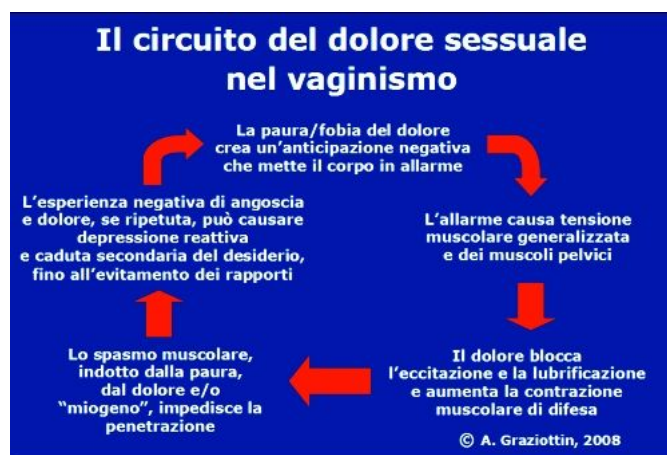 Il circuito del dolore sessuale
nel vaginismo
La paura/fobia del dolore
crea un'anticipazione negativa
che mette il corpo in allarme
L'allarme causa tensione
muscolare generalizzata
e dei muscoli pelvici
Il dolore blocca
l'eccitazione e la lubrificazione
e aumenta la contrazione
muscolare di difesa
Lo spasmo muscolare,
indotto dalla paura,
dal dolore e/o
“miogeno”, impedisce la
penetrazione
L'esperienza negativa di angoscia
e dolore, se ripetuta, può causare
depressione reattiva
e caduta secondaria del desiderio,
fino all'evitamento dei rapporti
© A. Graziottin, 2008